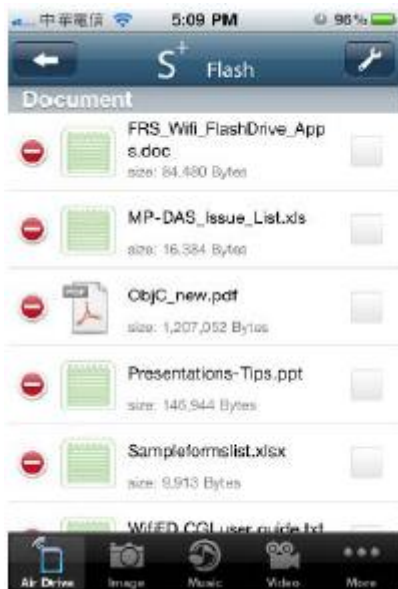 中華電信 5:09 PM 96%
S+ Flash
Document
FRS_Wifi_FlashDrive_App
s.doc
size: 84,480 Bytes
MP-DAS_Issue_List.xls
size: 16,384 Bytes
ObjC_new.pdf
size: 1,207,052 Bytes
Presentations-Tips.ppt
size: 146,944 Bytes
Sampleformslist.xlsx
size: 9,913 Bytes
WifiFD CGI user guide.txt
Air Drive Image Music Video More